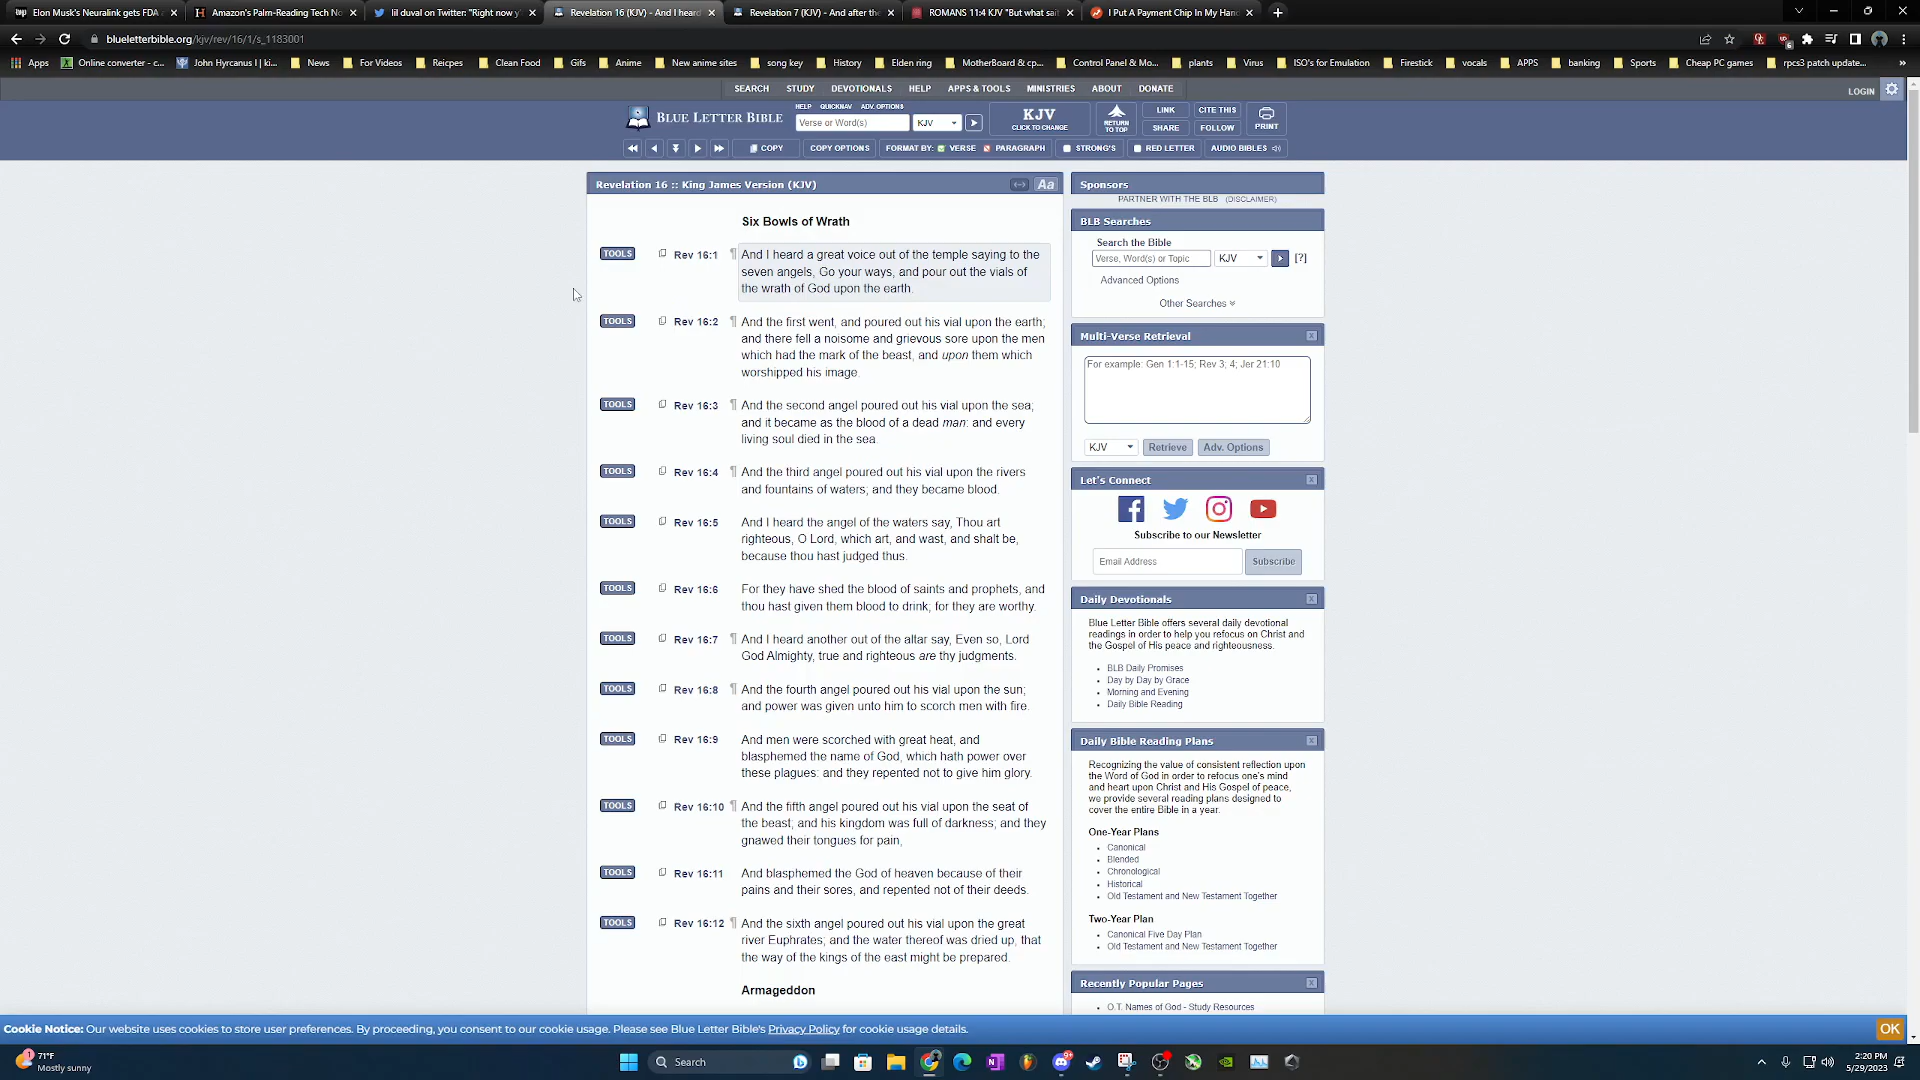 Elon Musk's Neuralink gets FDA a
Amazon's Palm-Reading Tech No
lil duval on Twitter: "Right now y
Revelation 16 (KJV) - And I heard
Revelation 7 (KJV) - And after the
ROMANS 11:4 KJV "But what sai
I Put A Payment Chip In My Han
blueletterbible.org/kjv/rev/16/1/s_1183001
Apps
Online converter - c...
John Hyrcanus I | ki...
News
For Videos
Reicpes
Clean Food
Gifs
Anime
New anime sites
song key
History
Elden ring
MotherBoard & cp...
Control Panel & Mo...
plants
Virus
ISO's for Emulation
Firestick
vocals
APPS
banking
Sports
Cheap PC games
rpcs3 patch update...
SEARCH STUDY DEVOTIONALS HELP APPS & TOOLS MINISTRIES ABOUT DONATE
LOGIN
BLUE LETTER BIBLE
HELP QUICKNAV ADV. OPTIONS
Verse or Word(s)
KJV
KJV
CLICK TO CHANGE
RETURN
TO TOP
LINK
CITE THIS
SHARE
FOLLOW
PRINT
COPY
COPY OPTIONS
FORMAT BY: VERSE PARAGRAPH
STRONG'S
RED LETTER
AUDIO BIBLES
Revelation 16 :: King James Version (KJV)
Aa
Six Bowls of Wrath
TOOLS Rev 16:1 ¶ And I heard a great voice out of the temple saying to the
seven angels, Go your ways, and pour out the vials of
the wrath of God upon the earth.
TOOLS Rev 16:2 ¶ And the first went, and poured out his vial upon the earth;
and there fell a noisome and grievous sore upon the men
which had the mark of the beast, and upon them which
worshipped his image.
TOOLS Rev 16:3 ¶ And the second angel poured out his vial upon the sea;
and it became as the blood of a dead man: and every
living soul died in the sea.
TOOLS Rev 16:4 ¶ And the third angel poured out his vial upon the rivers
and fountains of waters; and they became blood.
TOOLS Rev 16:5 And I heard the angel of the waters say, Thou art
righteous, O Lord, which art, and wast, and shalt be,
because thou hast judged thus.
TOOLS Rev 16:6 For they have shed the blood of saints and prophets, and
thou hast given them blood to drink; for they are worthy.
TOOLS Rev 16:7 ¶ And I heard another out of the altar say, Even so, Lord
God Almighty, true and righteous are thy judgments.
TOOLS Rev 16:8 ¶ And the fourth angel poured out his vial upon the sun;
and power was given unto him to scorch men with fire.
TOOLS Rev 16:9 And men were scorched with great heat, and
blasphemed the name of God, which hath power over
these plagues: and they repented not to give him glory.
TOOLS Rev 16:10 ¶ And the fifth angel poured out his vial upon the seat of
the beast; and his kingdom was full of darkness; and they
gnawed their tongues for pain,
TOOLS Rev 16:11 And blasphemed the God of heaven because of their
pains and their sores, and repented not of their deeds.
TOOLS Rev 16:12 ¶ And the sixth angel poured out his vial upon the great
river Euphrates; and the water thereof was dried up, that
the way of the kings of the east might be prepared.
Armageddon
Sponsors
PARTNER WITH THE BLB (DISCLAIMER)
BLB Searches
Search the Bible
Verse, Word(s) or Topic
KJV
[?]
Advanced Options
Other Searches
Multi-Verse Retrieval
For example: Gen 1:1-15; Rev 3; 4; Jer 21:10
KJV
Retrieve
Adv. Options
Let's Connect
Subscribe to our Newsletter
Email Address
Subscribe
Daily Devotionals
Blue Letter Bible offers several daily devotional
readings in order to help you refocus on Christ and
the Gospel of His peace and righteousness.
BLB Daily Promises
Day by Day by Grace
Morning and Evening
Daily Bible Reading
Daily Bible Reading Plans
Recognizing the value of consistent reflection upon
the Word of God in order to refocus one's mind
and heart upon Christ and His Gospel of peace,
we provide several reading plans designed to
cover the entire Bible in a year.
One-Year Plans
Canonical
Blended
Chronological
Historical
Old Testament and New Testament Together
Two-Year Plan
Canonical Five Day Plan
Old Testament and New Testament Together
Recently Popular Pages
O.T. Names of God - Study Resources
Cookie Notice: Our website uses cookies to store user preferences. By proceeding, you consent to our cookie usage. Please see Blue Letter Bible's Privacy Policy for cookie usage details.
OK
71°F
Mostly sunny
Search
2:20 PM
5/29/2023